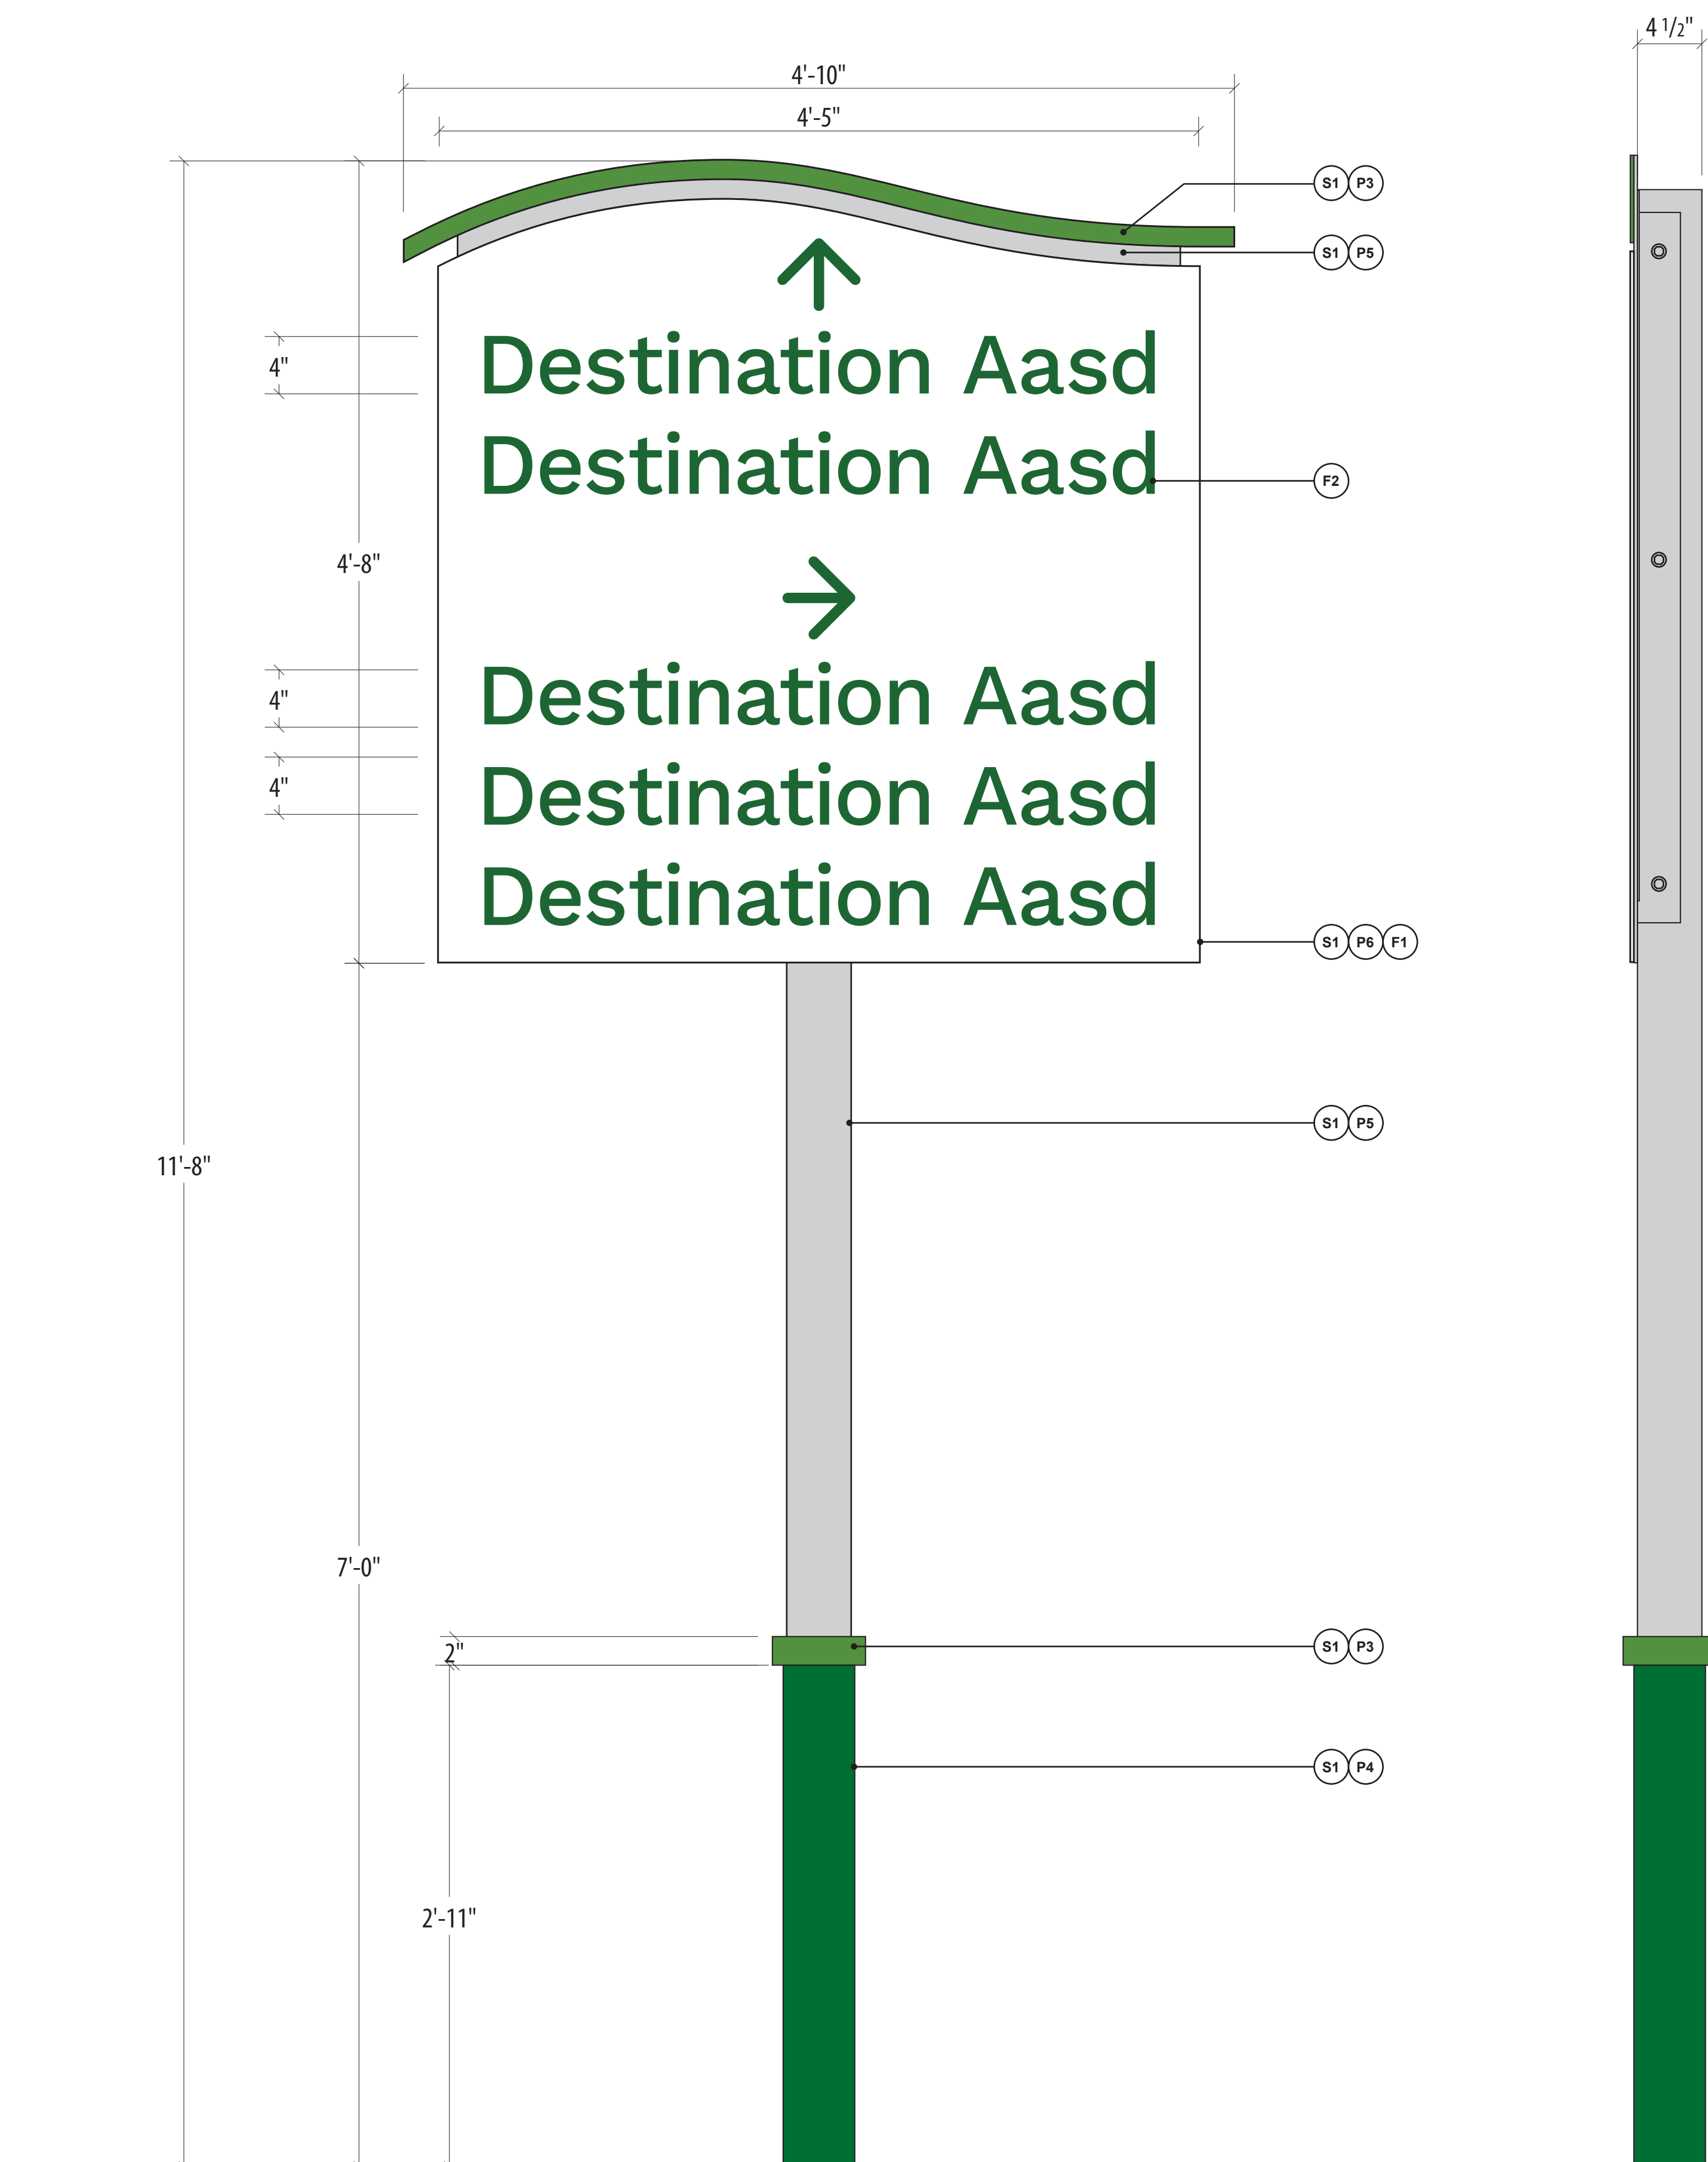 4 1/2"
4'-10"
4'-5"
S1 P3
S1 P5
Destination Aasd
4"
Destination Aasd
F2
4'-8"
Destination Aasd
4"
Destination Aasd
4"
Destination Aasd
S1 P6 F1
S1 P5
11'-8"
7'-0"
2"
S1 P3
S1 P4
2'-11"